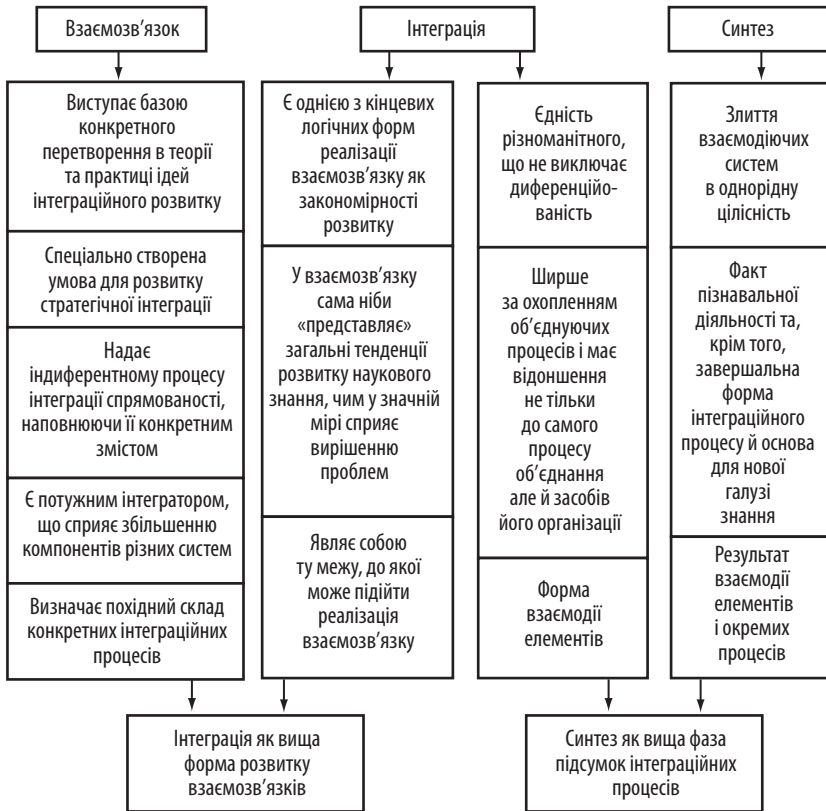 Взаємозв'язок
Інтеграція
Синтез
Виступає базою
конкретного
перетворення в теорії
та практиці ідей
інтеграційного розвитку
Спеціально створена
умова для розвитку
стратегічної інтеграції
Надає
індиферентному процесу
інтеграції спрямованості,
наповнюючи її конкретним
змістом
Є потужним інтегратором,
що сприяє збільшенню
компонентів різних систем
Визначає похідний склад
конкретних інтеграційних
процесів
Є однією з кінцевих
логічних форм
реалізації
взаємозв'язку як
закономірності
розвитку
У взаємозв'язку
сама ніби
«представляє»
загальні тенденції
розвитку наукового
знання, чим у значній
мірі сприяє
вирішенню
проблем
Являє собою
ту межу, до якої
може підійти
реалізація
взаємозв'язку
Єдність
різноманітного,
що не виключає
диференційо-
ваність
Ширше
за охопленням
об'єднуючих
процесів і має
відоншення
не тільки
до самого
процесу
об'єднання
але й засобів
його організації
Форма
взаємодії
елементів
Злиття
взаємодіючих
систем
в однорідну
цілісність
Факт
пізнавальної
діяльності та,
крім того,
завершальна
форма
інтеграційного
процесу й основа
для нової
галузі
знання
Результат
взаємодії
елементів
і окремих
процесів
Інтеграція як вища
форма розвитку
взаємозв'язків
Синтез як вища фаза
підсумок інтеграційних
процесів